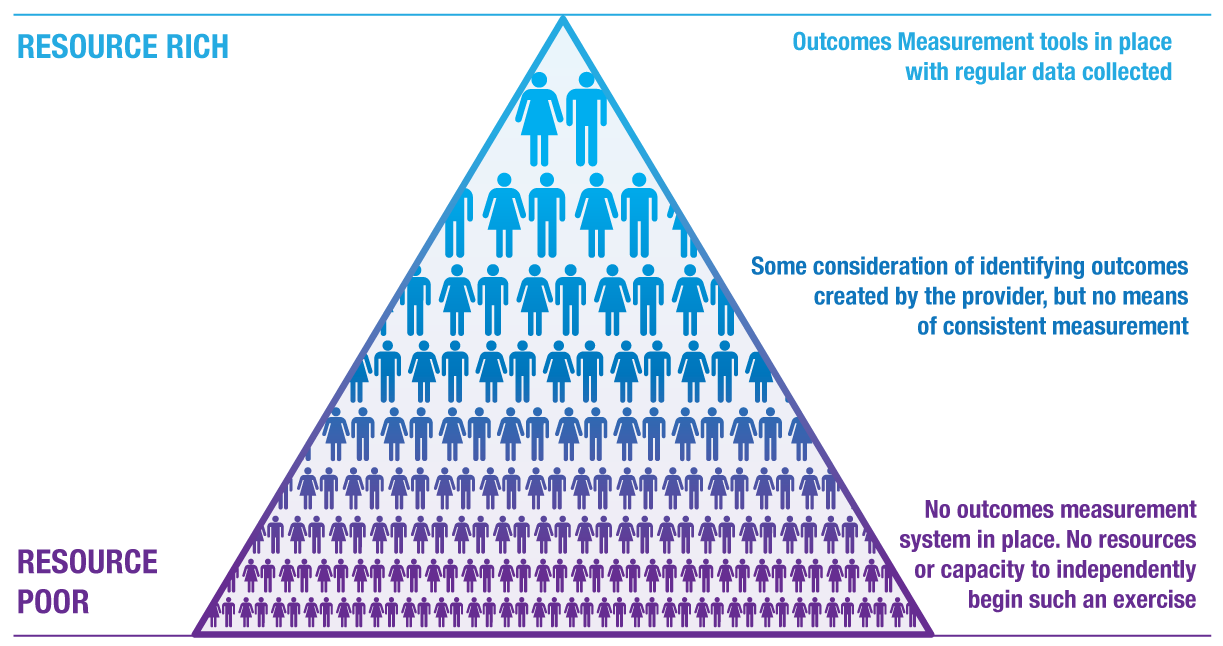 RESOURCE RICH
Outcomes Measurement tools in place
with regular data collected
Some consideration of identifying outcomes
created by the provider, but no means
of consistent measurement
RESOURCE
POOR
No outcomes measurement
system in place. No resources
or capacity to independently
begin such an exercise